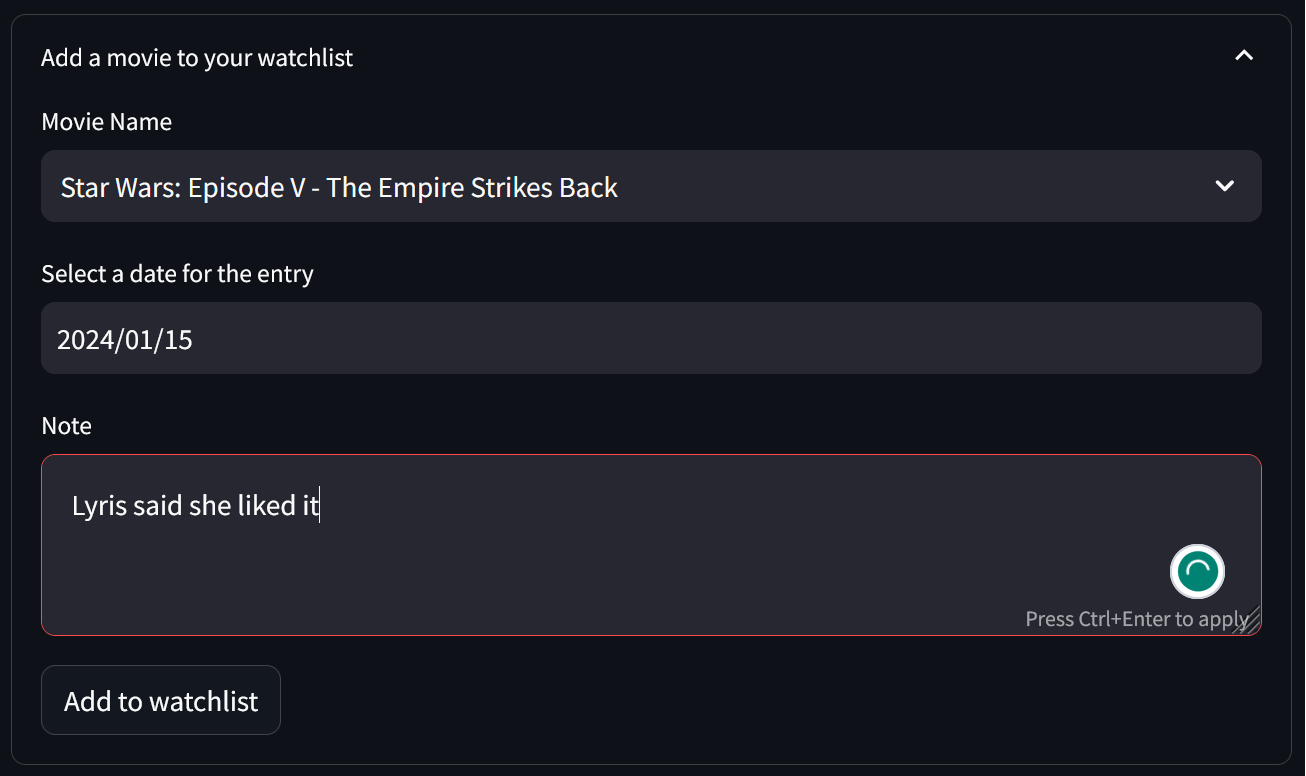 Add a movie to your watchlist
Movie Name
Star Wars: Episode V - The Empire Strikes Back
Select a date for the entry
2024/01/15
Note
Lyris said she liked it
Press Ctrl+Enter to apply
Add to watchlist